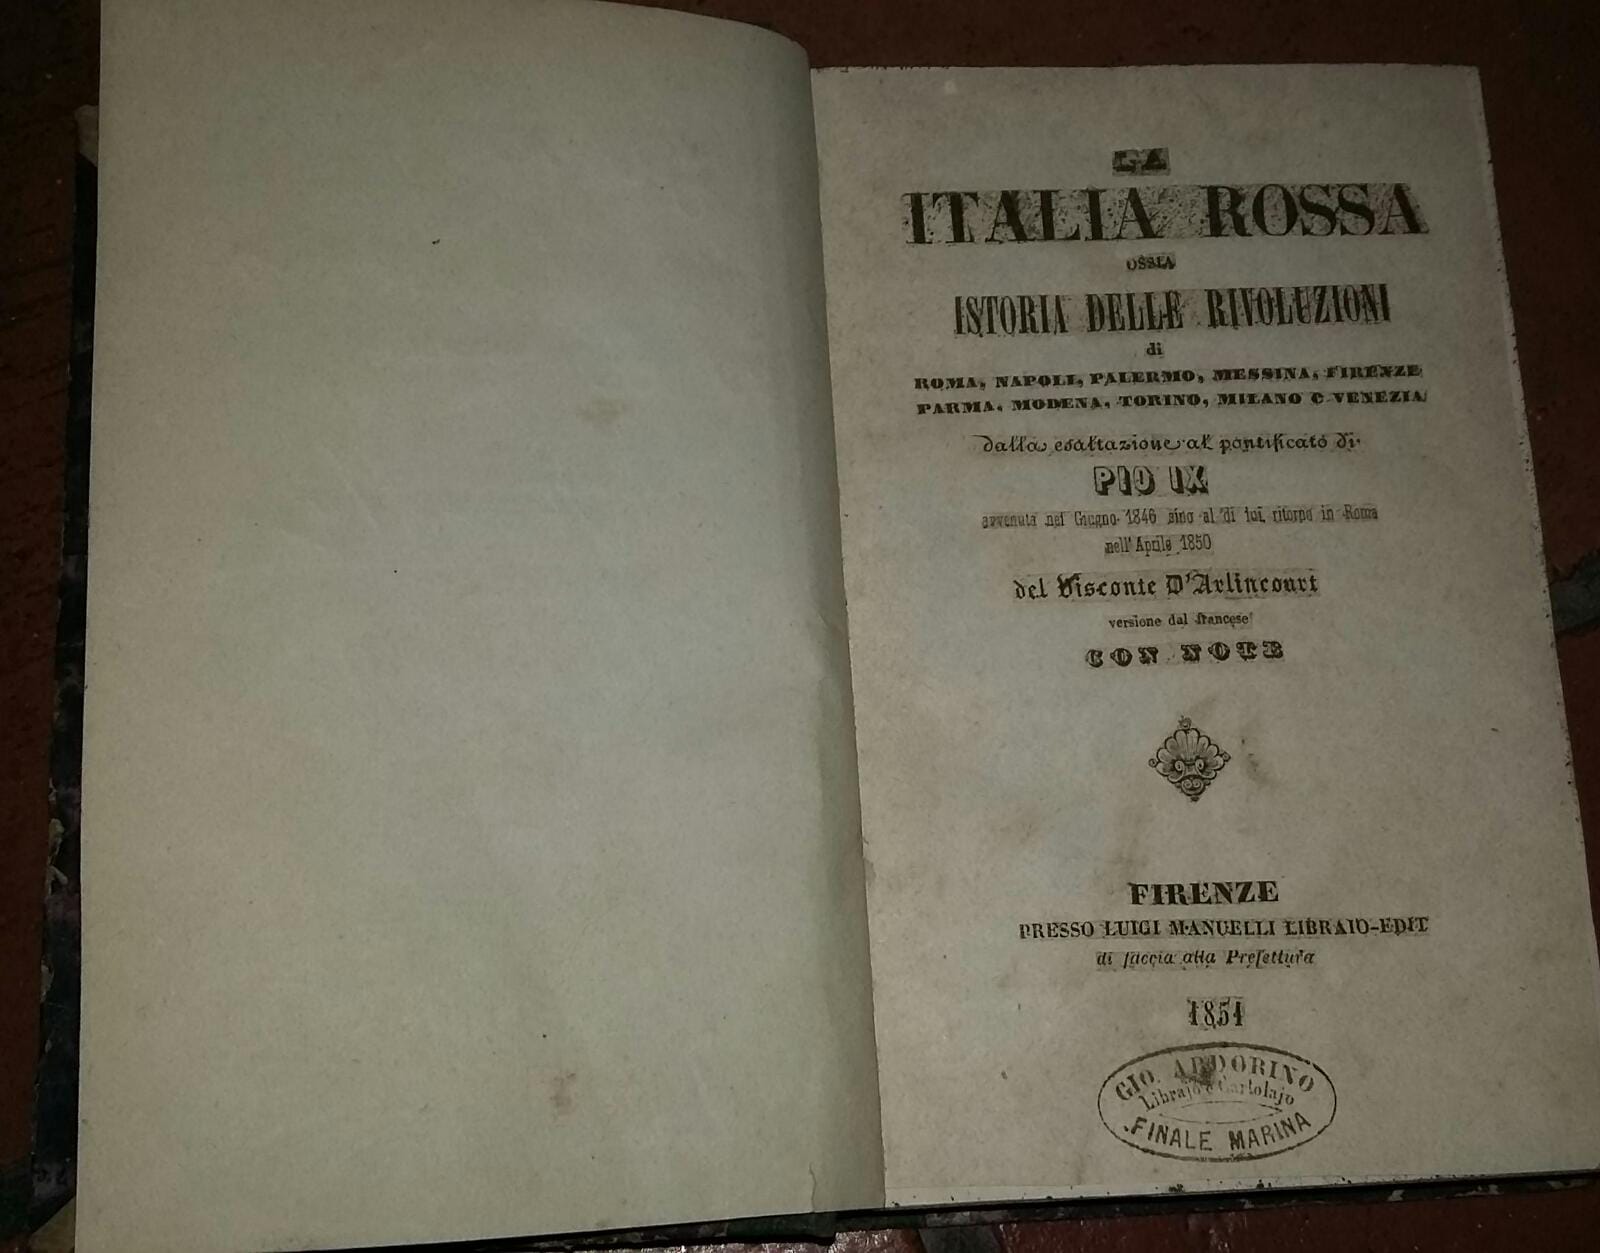 LA
ITALIA ROSSA
OSSIA
ISTORIA DELLE RIVOLUZIONI
di
ROMA, NAPOLI, PALERMO, MESSINA, FIRENZE
PARMA, MODENA, TORINO, MILANO E VENEZIA
dalla esaltazione al pontificato di
PIO IX
avvenuta nel Giugno 1846 sino al di lui ritorno in Roma
nell' Aprile 1850
del Visconte D'Arlincourt
versione dal francese
CON NOTE
FIRENZE
PRESSO LUIGI MANUELLI LIBRAIO-EDIT
di faccia alla Prefettura
1851
GIO. ARDORINO
Librajo e Cartolajo
FINALE MARINA